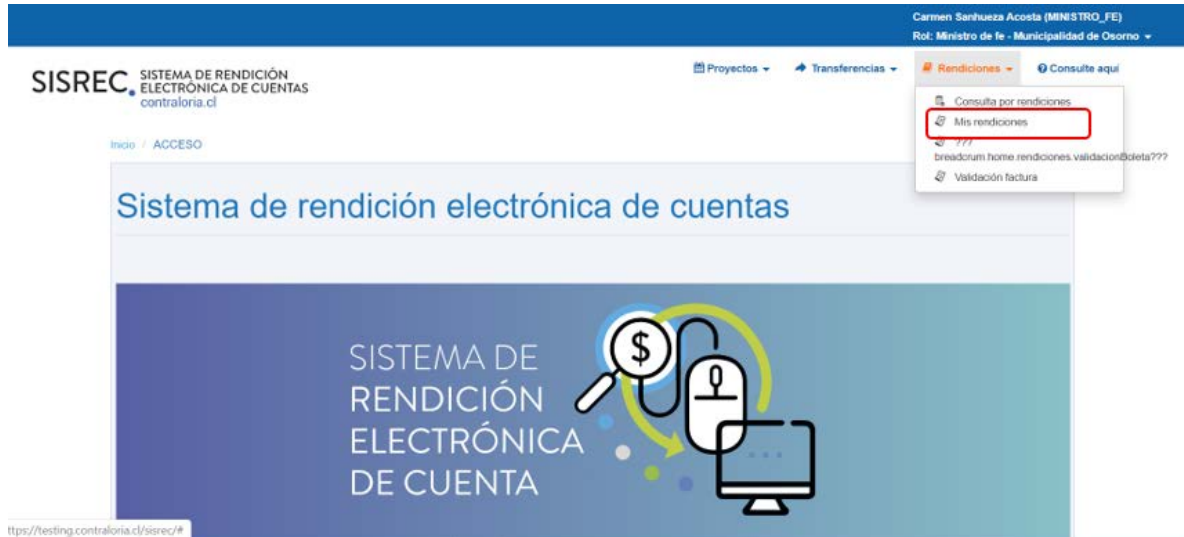 Carmen Sanhueza Acosta (MINISTRO_FE)
Rol: Ministro de fe - Municipalidad de Osorno
SISREC SISTEMA DE RENDICIÓN
ELECTRÓNICA DE CUENTAS
contraloria.cl
Proyectos Transferencias Rendiciones Consulte aquí
Consulta por rendiciones
Mis rendiciones
???
breadcrum.home.rendiciones.validacionBoleta???
Validación factura
Inicio / ACCESO
Sistema de rendición electrónica de cuentas
$
SISTEMA DE
RENDICIÓN
ELECTRÓNICA
DE CUENTA
ttps://testing.contraloria.cl/sisrec/#